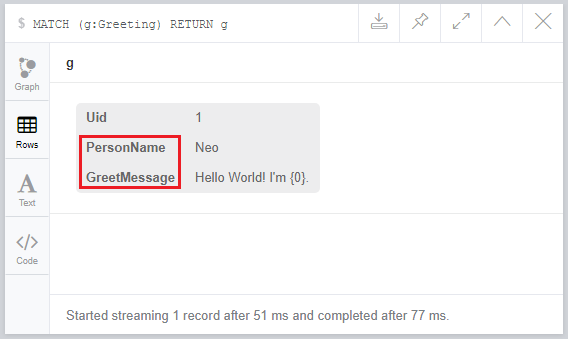 $ MATCH (g:Greeting) RETURN g
g
Graph
Uid 1
PersonName Neo
Rows
GreetMessage Hello World! I'm {0}.
Text
Code
Started streaming 1 record after 51 ms and completed after 77 ms.